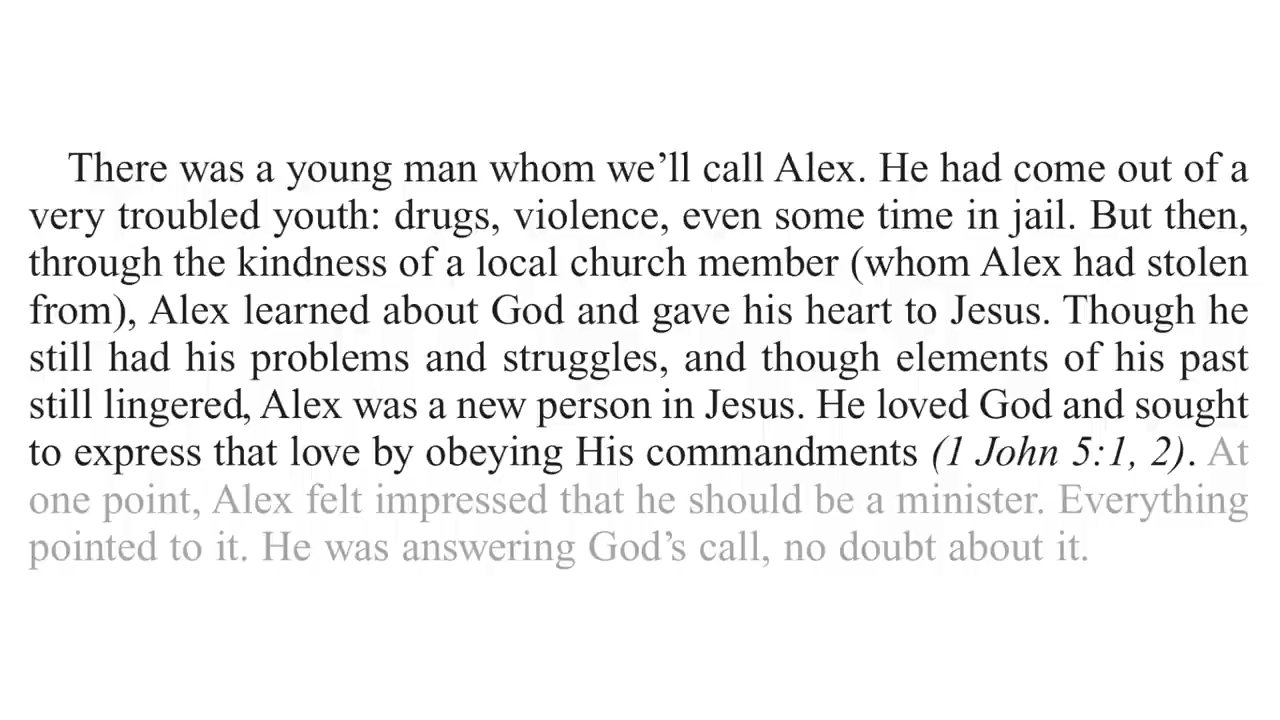 There was a young man whom we’ll call Alex. He had come out of a
very troubled youth: drugs, violence, even some time in jail. But then,
through the kindness of a local church member (whom Alex had stolen
from), Alex learned about God and gave his heart to Jesus. Though he
still had his problems and struggles, and though elements of his past
still lingered, Alex was a new person in Jesus. He loved God and sought
to express that love by obeying His commandments (1 John 5:1, 2). At
one point, Alex felt impressed that he should be a minister. Everything
pointed to it. He was answering God’s call, no doubt about it.